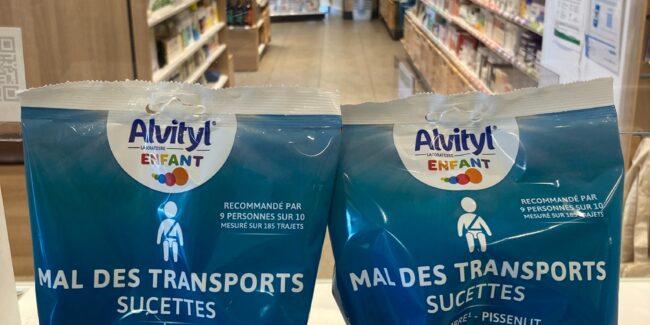 Alvityl®
LABORATOIRE
ENFANT
RECOMMANDÉ PAR
9 PERSONNES SUR 10
MESURÉ SUR 185 TRAJETS
MAL DES TRANSPORTS
SUCETTES
Alvityl®
LABORATOIRE
ENFANT
RECOMMANDÉ PAR
9 PERSONNES SUR 10
MESURÉ SUR 185 TRAJETS
MAL DES TRANSPORTS
SUCETTES
- PISSENLIT